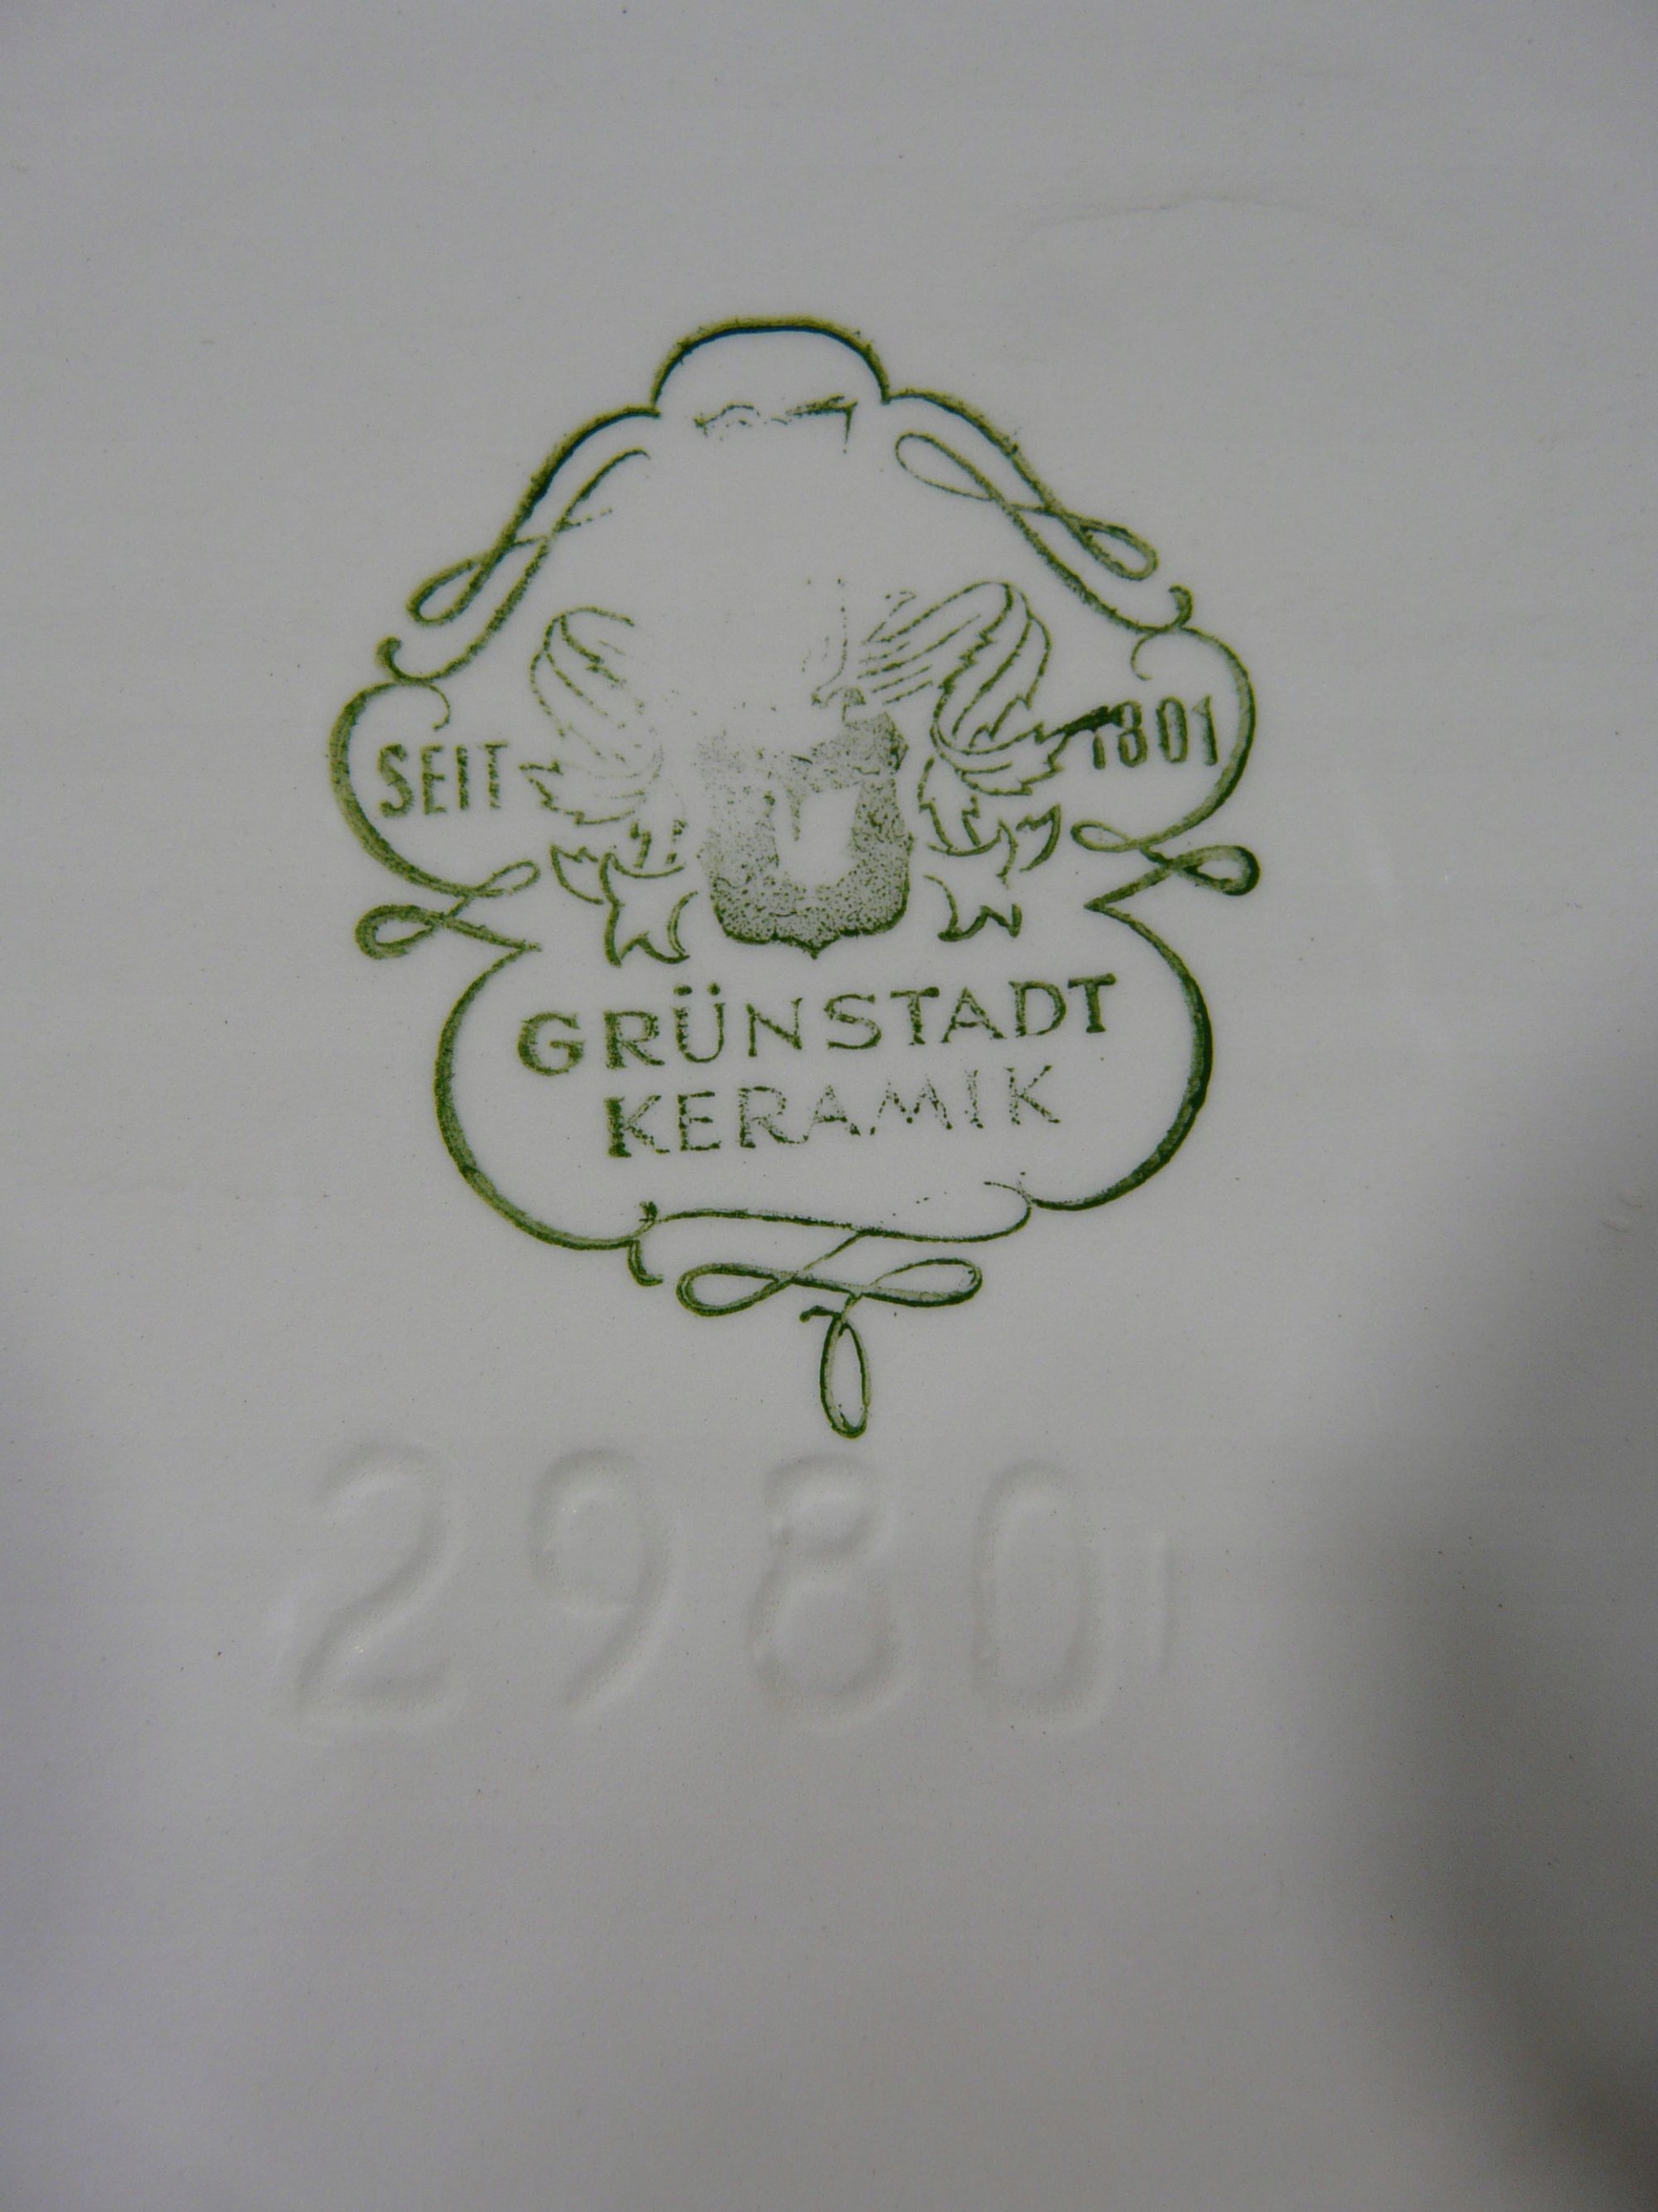 SEIT 1801
GRÜNSTADT
KERAMIK
2980